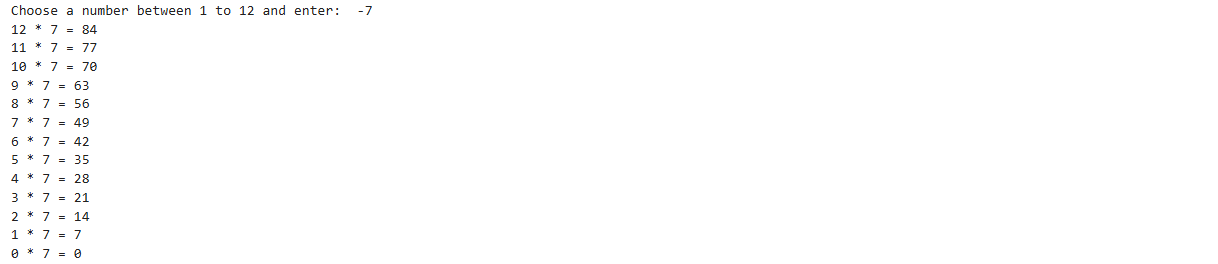 Choose a number between 1 to 12 and enter:  -7
12 * 7 = 84
11 * 7 = 77
10 * 7 = 70
9 * 7 = 63
8 * 7 = 56
7 * 7 = 49
6 * 7 = 42
5 * 7 = 35
4 * 7 = 28
3 * 7 = 21
2 * 7 = 14
1 * 7 = 7
0 * 7 = 0